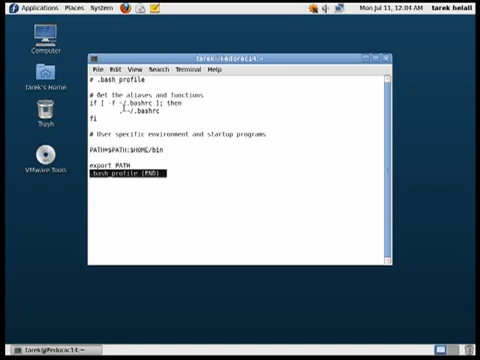 Applications Places System Mon Jul 11, 12:04 AM tarek helali
Computer
tarek's Home
Trash
VMware Tools
tarek@Fedorac14:~
File Edit View Search Terminal Help
# .bash_profile
# Get the aliases and functions
if [ -f ~/.bashrc ]; then
. ~/.bashrc
fi
# User specific environment and startup programs
PATH=$PATH:$HOME/bin
export PATH
.bash_profile (END)
tarek@Fedorac14:~